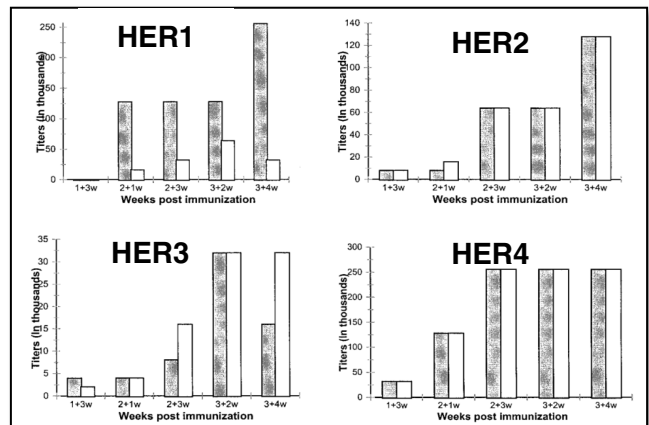 HER1
Titers (In thousands)
250
200
150
100
50
0
1+3w 2+1w 2+3w 3+2w 3+4w
Weeks post immunization
HER2
Titers (In thousands)
140
120
100
80
60
40
20
0
1+3w 2+1w 2+3w 3+2w 3+4w
Weeks post immunization
HER3
Titers (In thousands)
35
30
25
20
15
10
5
0
1+3w 2+1w 2+3w 3+2w 3+4w
Weeks post immunization
HER4
Titers (In thousands)
300
250
200
150
100
50
0
1+3w 2+1w 2+3w 3+2w 3+4w
Weeks post immunization